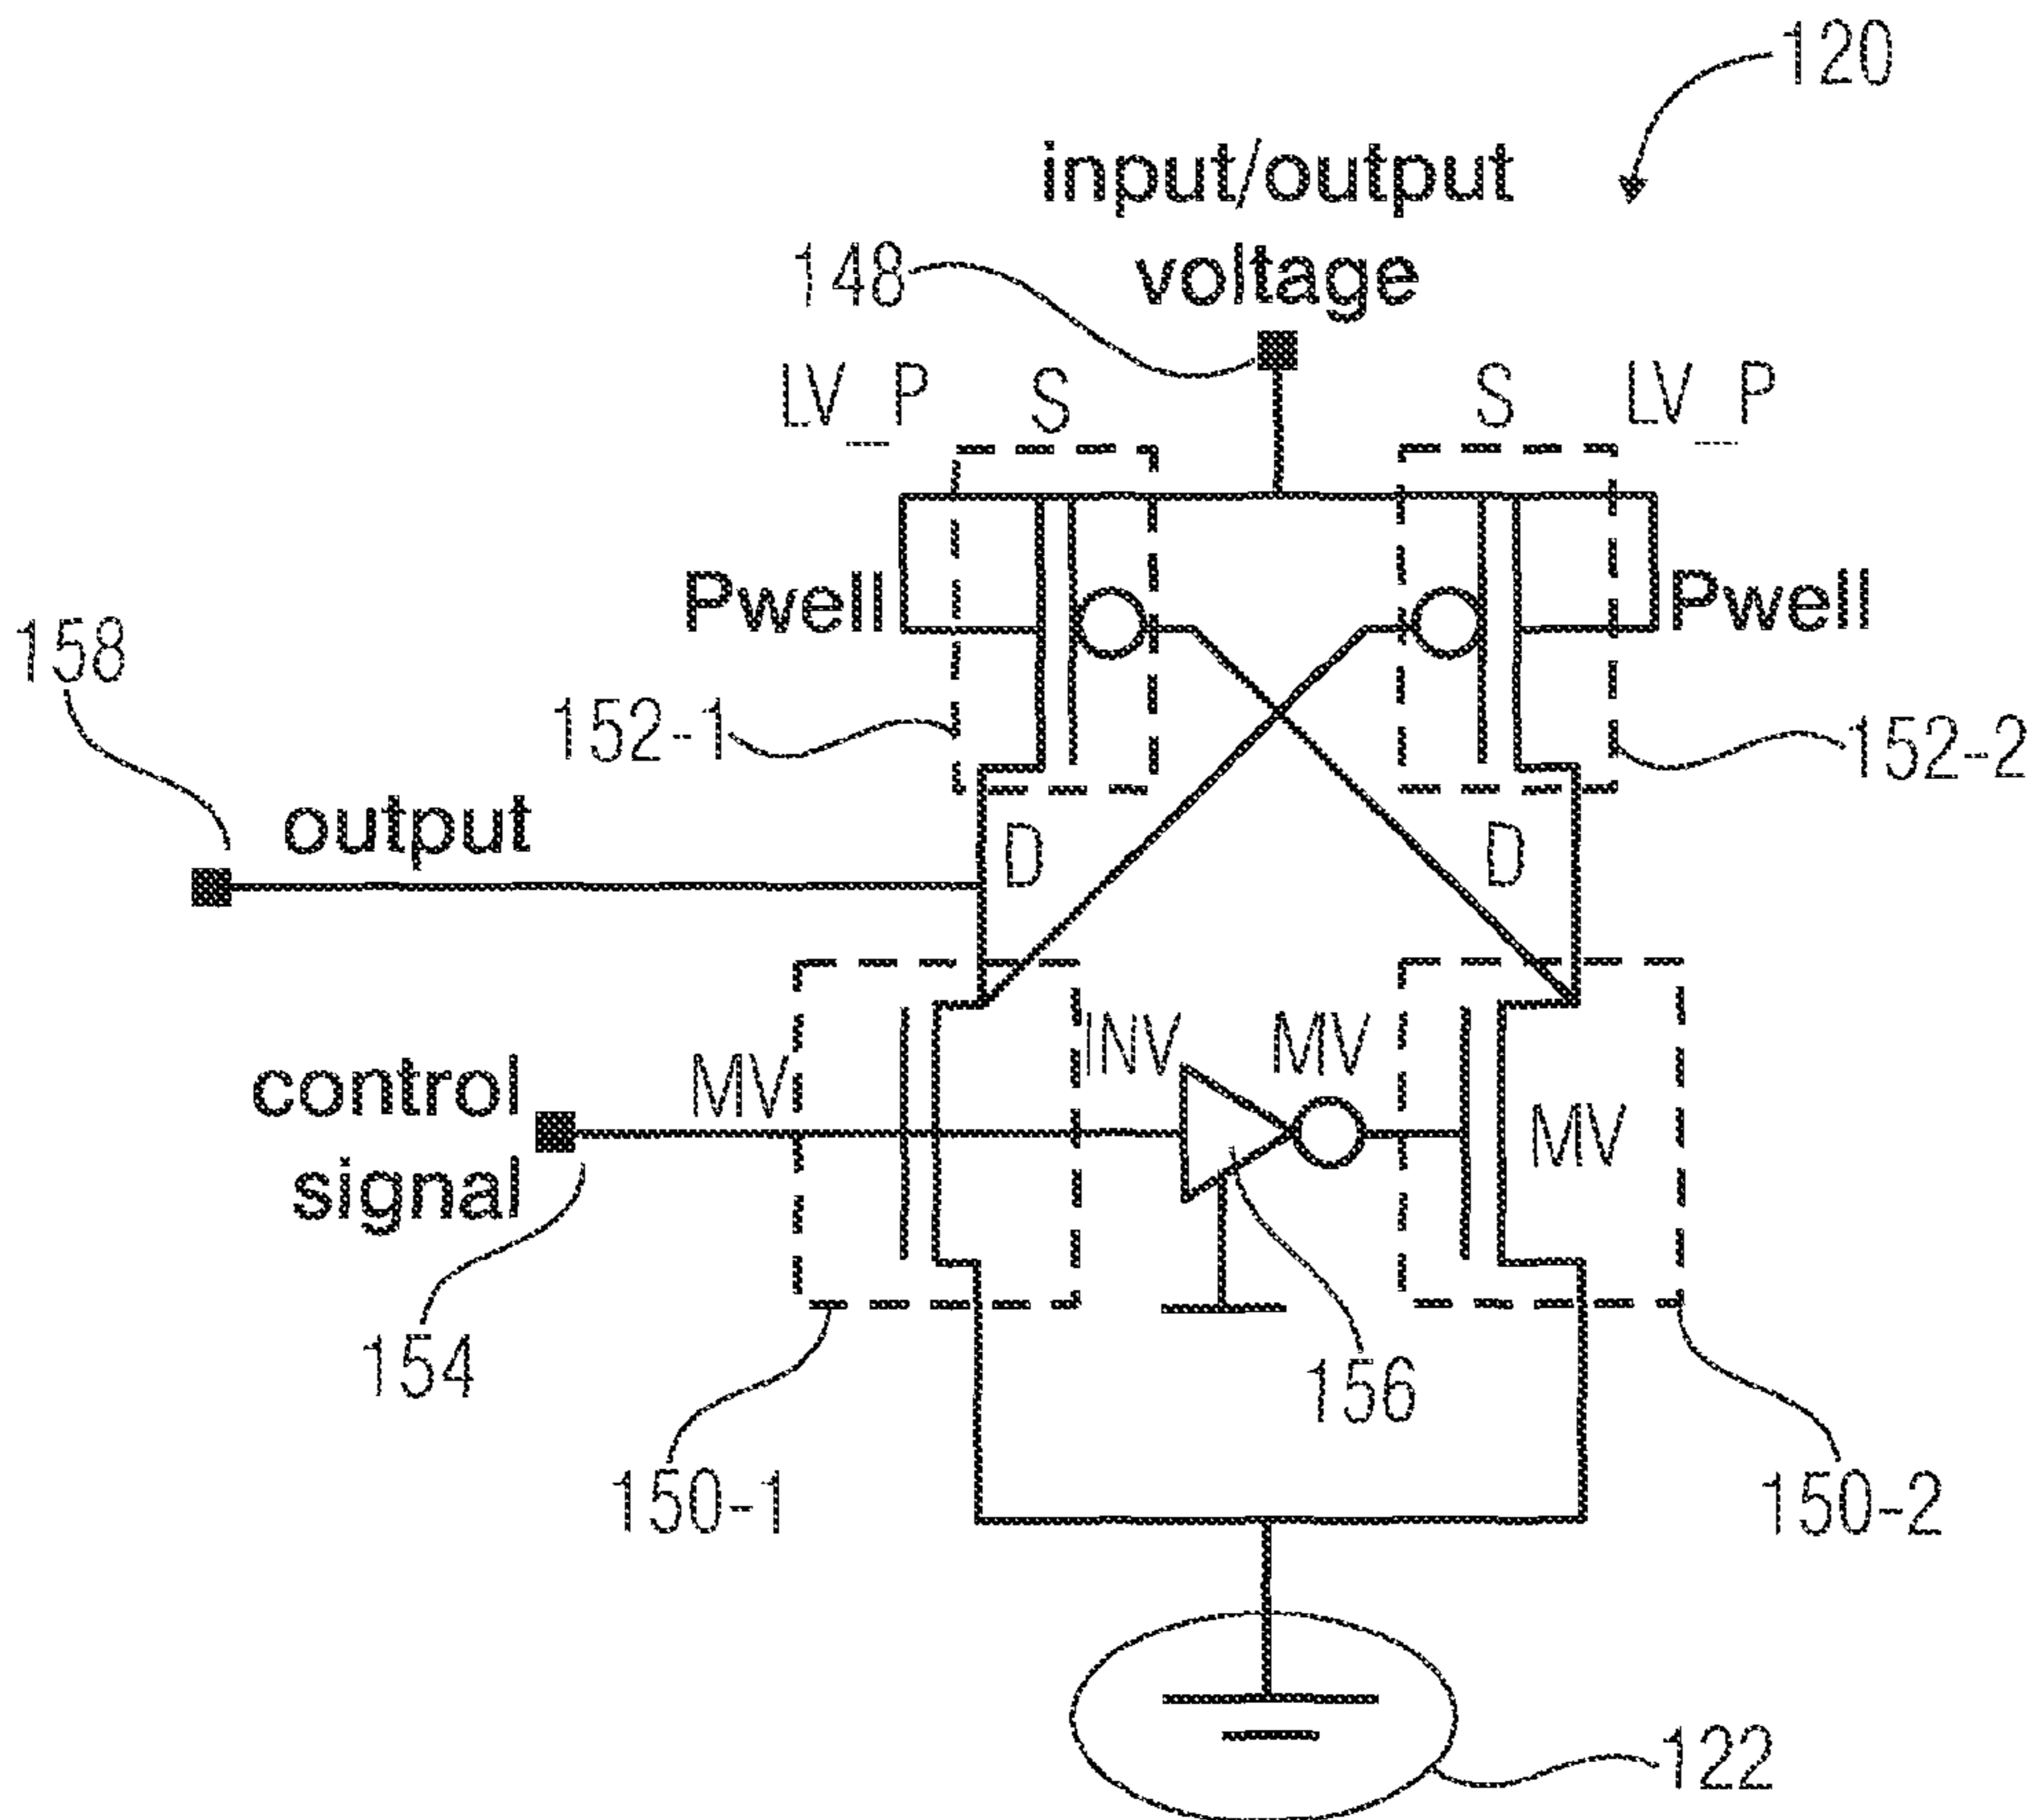 120
input/output
voltage
148
LV_P
S
S
LV_P
Pwell
Pwell
158
152-1
152-2
output
D
D
control
signal
MV
INV
MV
MV
154
156
150-1
150-2
122